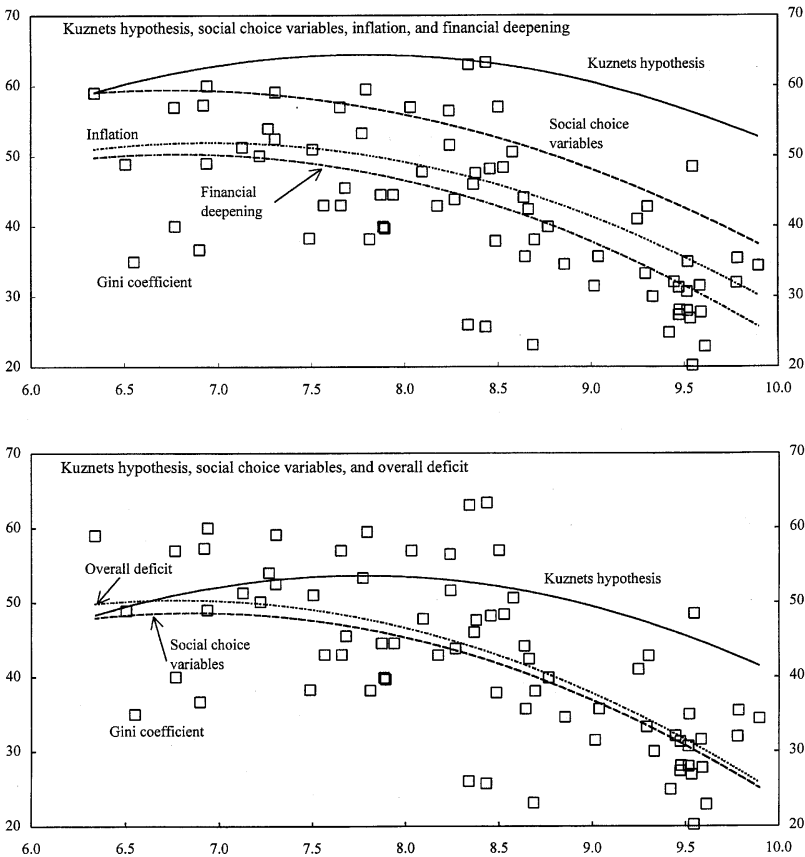 Kuznets hypothesis, social choice variables, inflation, and financial deepening
70
60
50
40
30
20
70
60
50
40
30
20
Kuznets hypothesis
Social choice
variables
Inflation
Financial
deepening
Gini coefficient
6.0 6.5 7.0 7.5 8.0 8.5 9.0 9.5 10.0
Kuznets hypothesis, social choice variables, and overall deficit
70
60
50
40
30
20
70
60
50
40
30
20
Overall deficit
Kuznets hypothesis
Social choice
variables
Gini coefficient
6.0 6.5 7.0 7.5 8.0 8.5 9.0 9.5 10.0